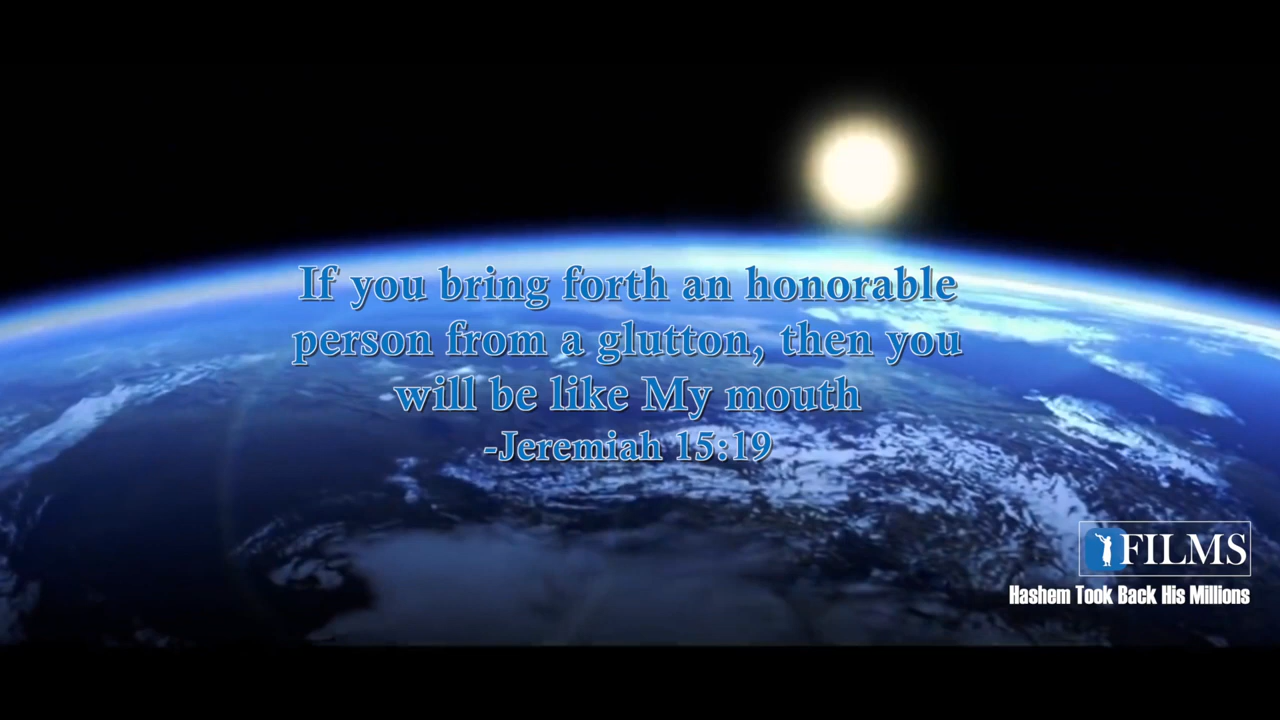 If you bring forth an honorable
person from a glutton, then you
will be like My mouth
-Jeremiah 15:19
FILMS
Hashem Took Back His Millions